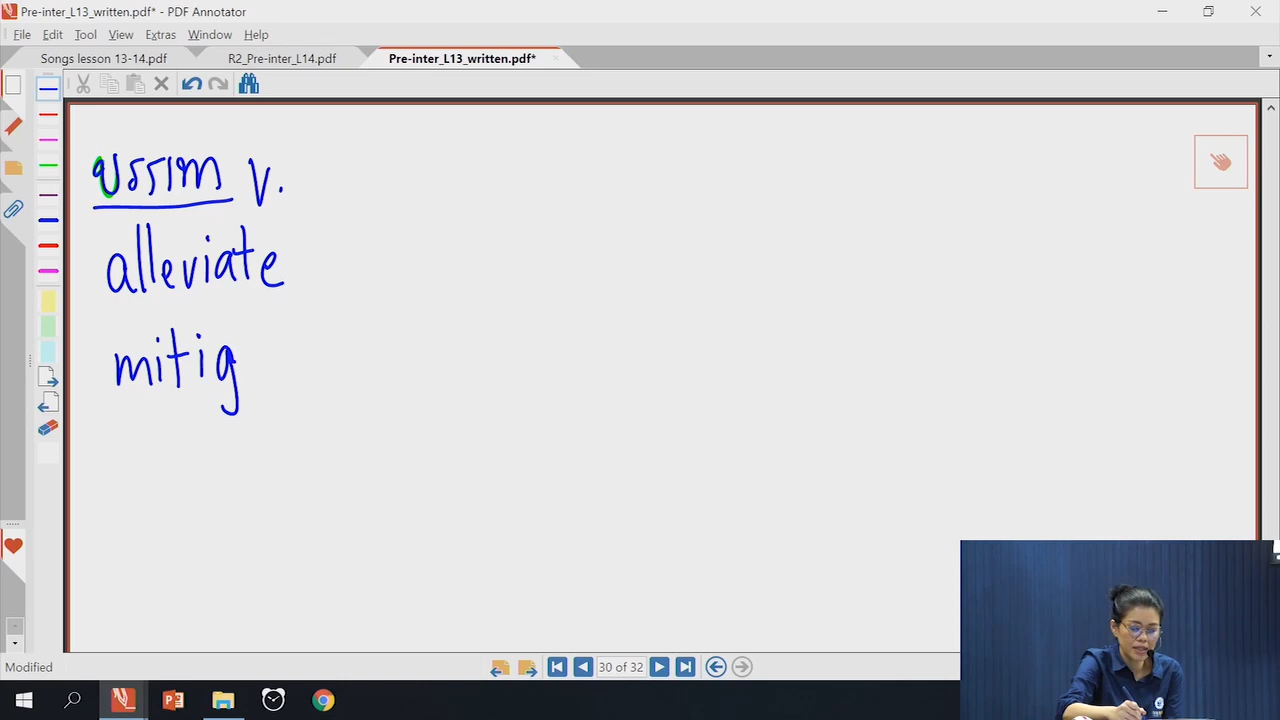 Pre-inter_L13_written.pdf* - PDF Annotator
File Edit Tool View Extras Window Help
Songs lesson 13-14.pdf R2_Pre-inter_L14.pdf Pre-inter_L13_written.pdf*
บรรเทา v.
alleviate
mitig
30 of 32
Modified